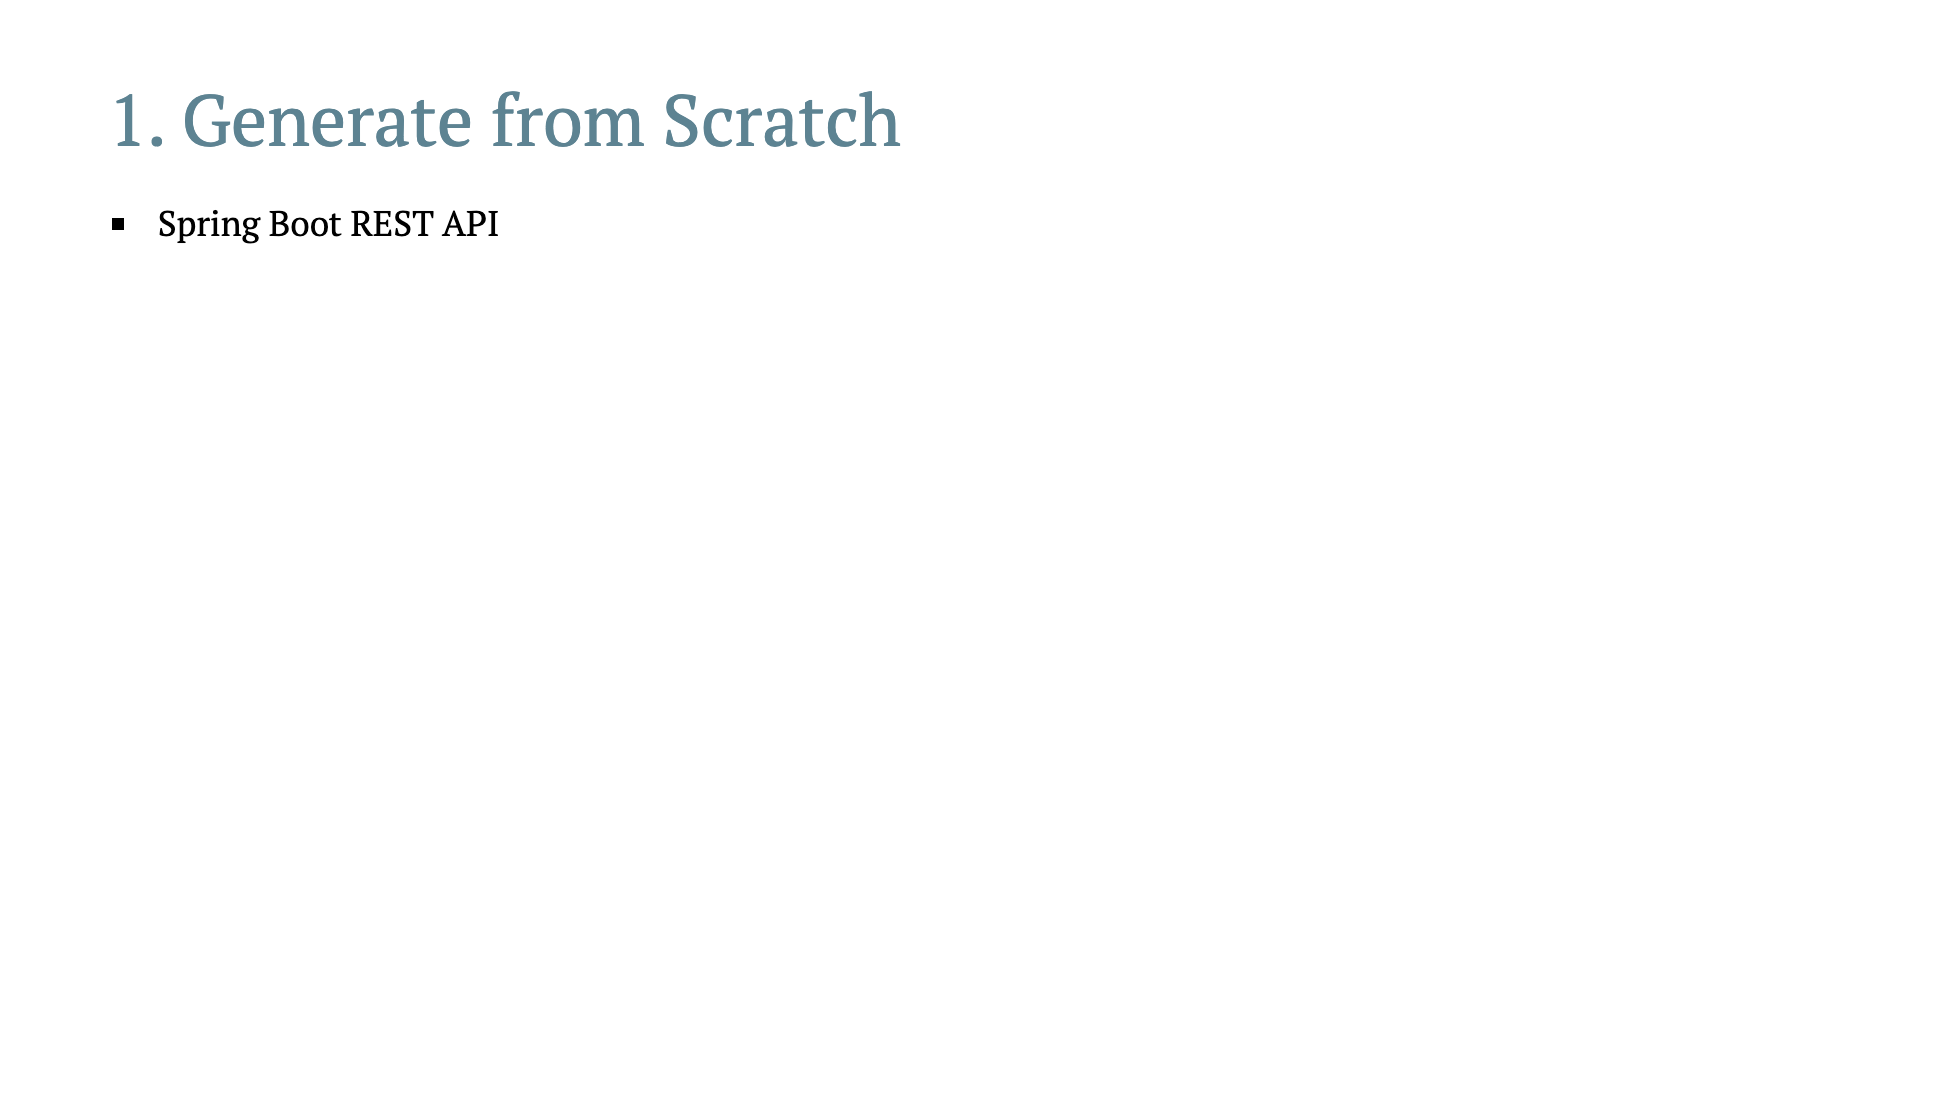 1. Generate from Scratch
▪ Spring Boot REST API